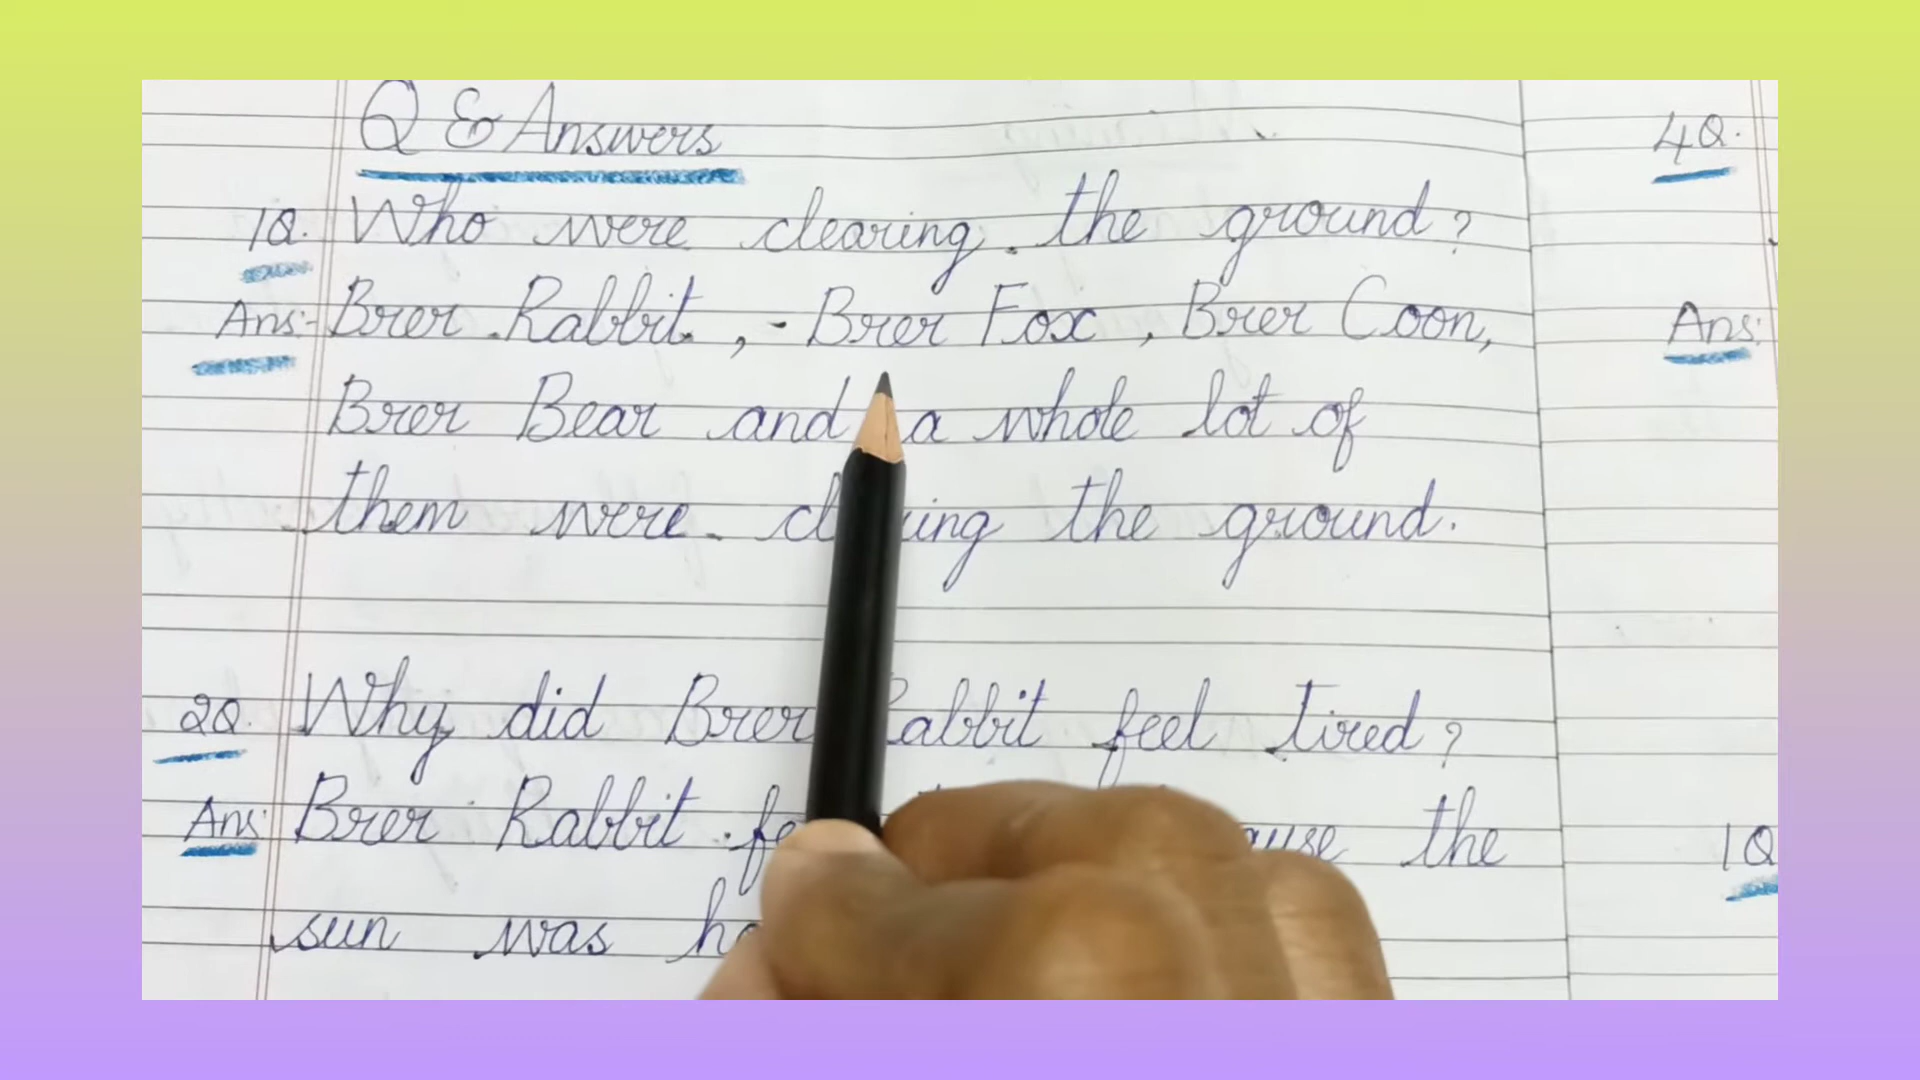 Q & Answers
1Q. Who were clearing the ground?
Ans:- Brer Rabbit, - Brer Fox, Brer Coon,
Brer Bear and a whole lot of
them were clearing the ground.
2Q. Why did Brer Rabbit feel tired?
Ans: Brer Rabbit the
sun was
4Q.
Ans:
1Q